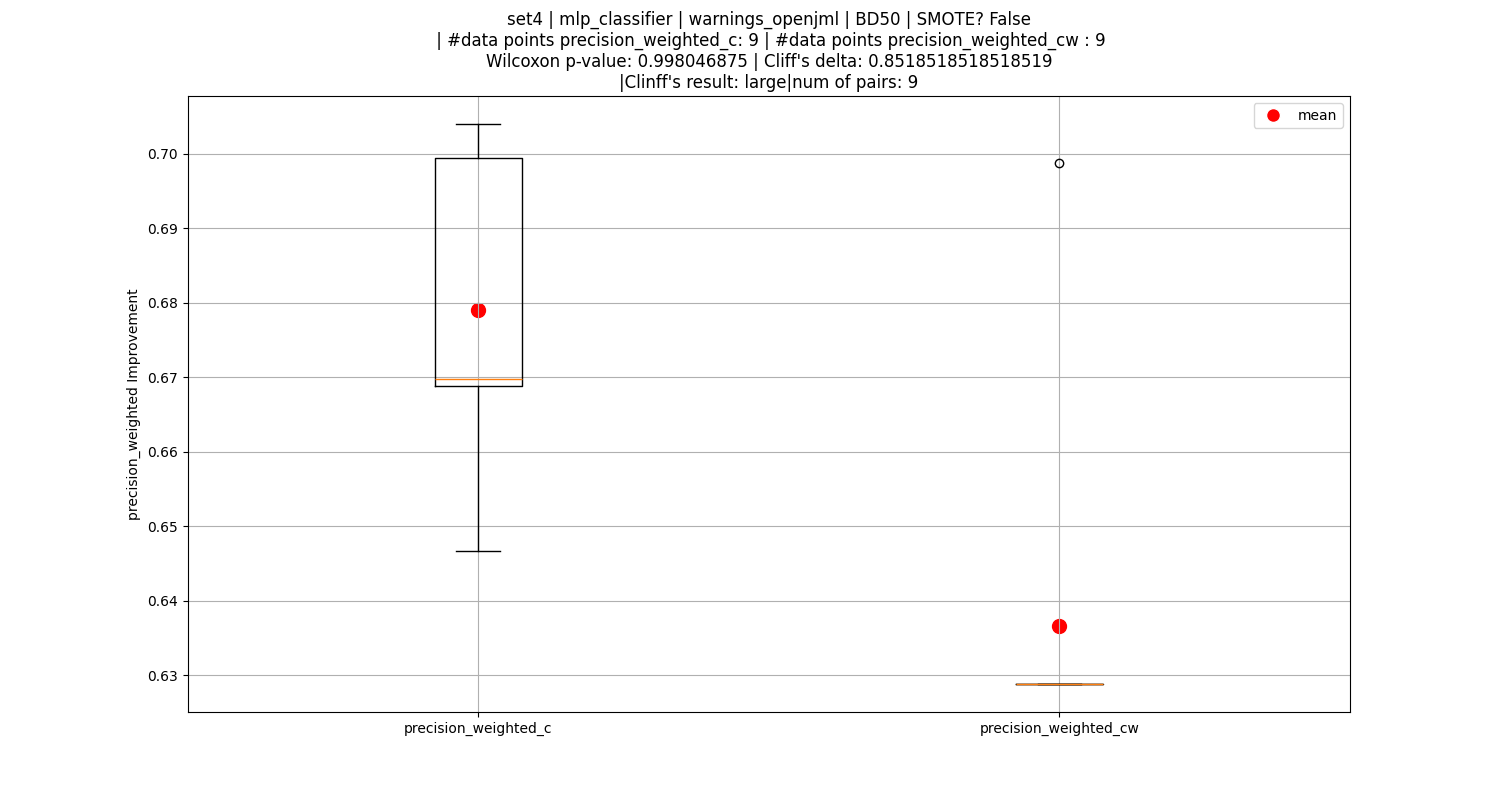 set4 | mlp_classifier | warnings_openjml | BD50 | SMOTE? False
| #data points precision_weighted_c: 9 | #data points precision_weighted_cw : 9
Wilcoxon p-value: 0.998046875 | Cliff's delta: 0.8518518518518519
|Clinff's result: large|num of pairs: 9
mean
0.70
0.69
0.68
0.67
0.66
0.65
0.64
0.63
precision_weighted Improvement
precision_weighted_c
precision_weighted_cw